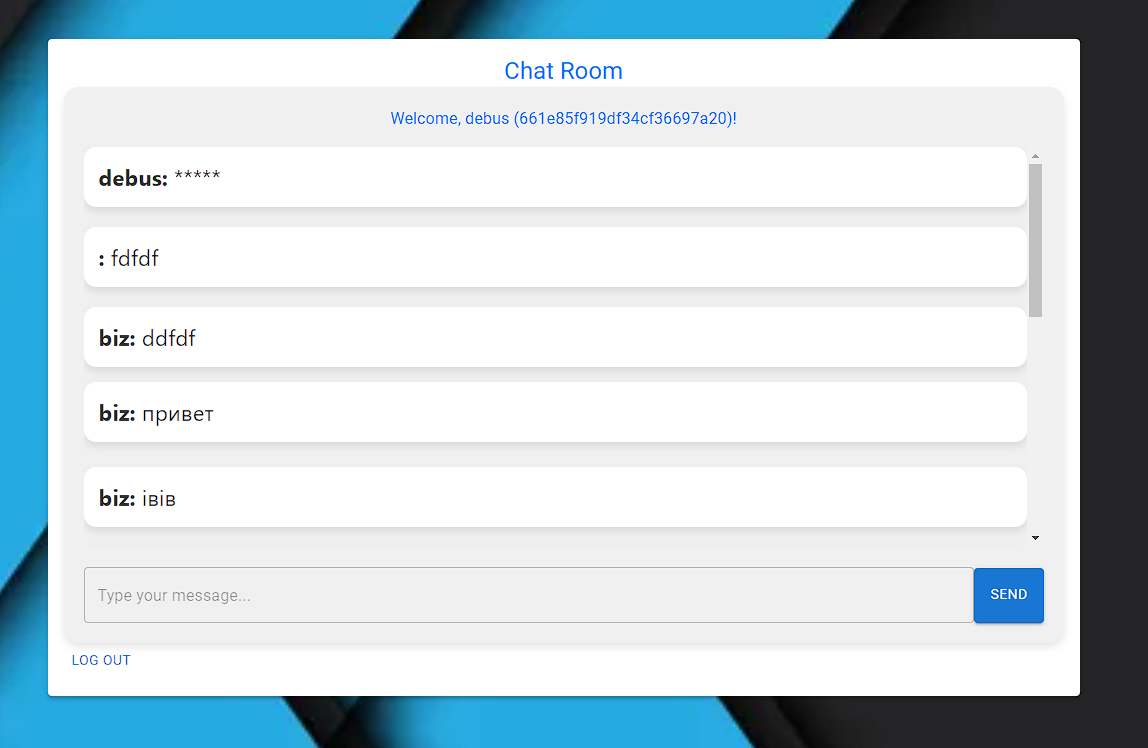 Chat Room
Welcome, debus (661e85f919df34cf36697a20)!
debus: *****
: fdfdf
biz: ddfdf
biz: привет
biz: івів
Type your message...
SEND
LOG OUT